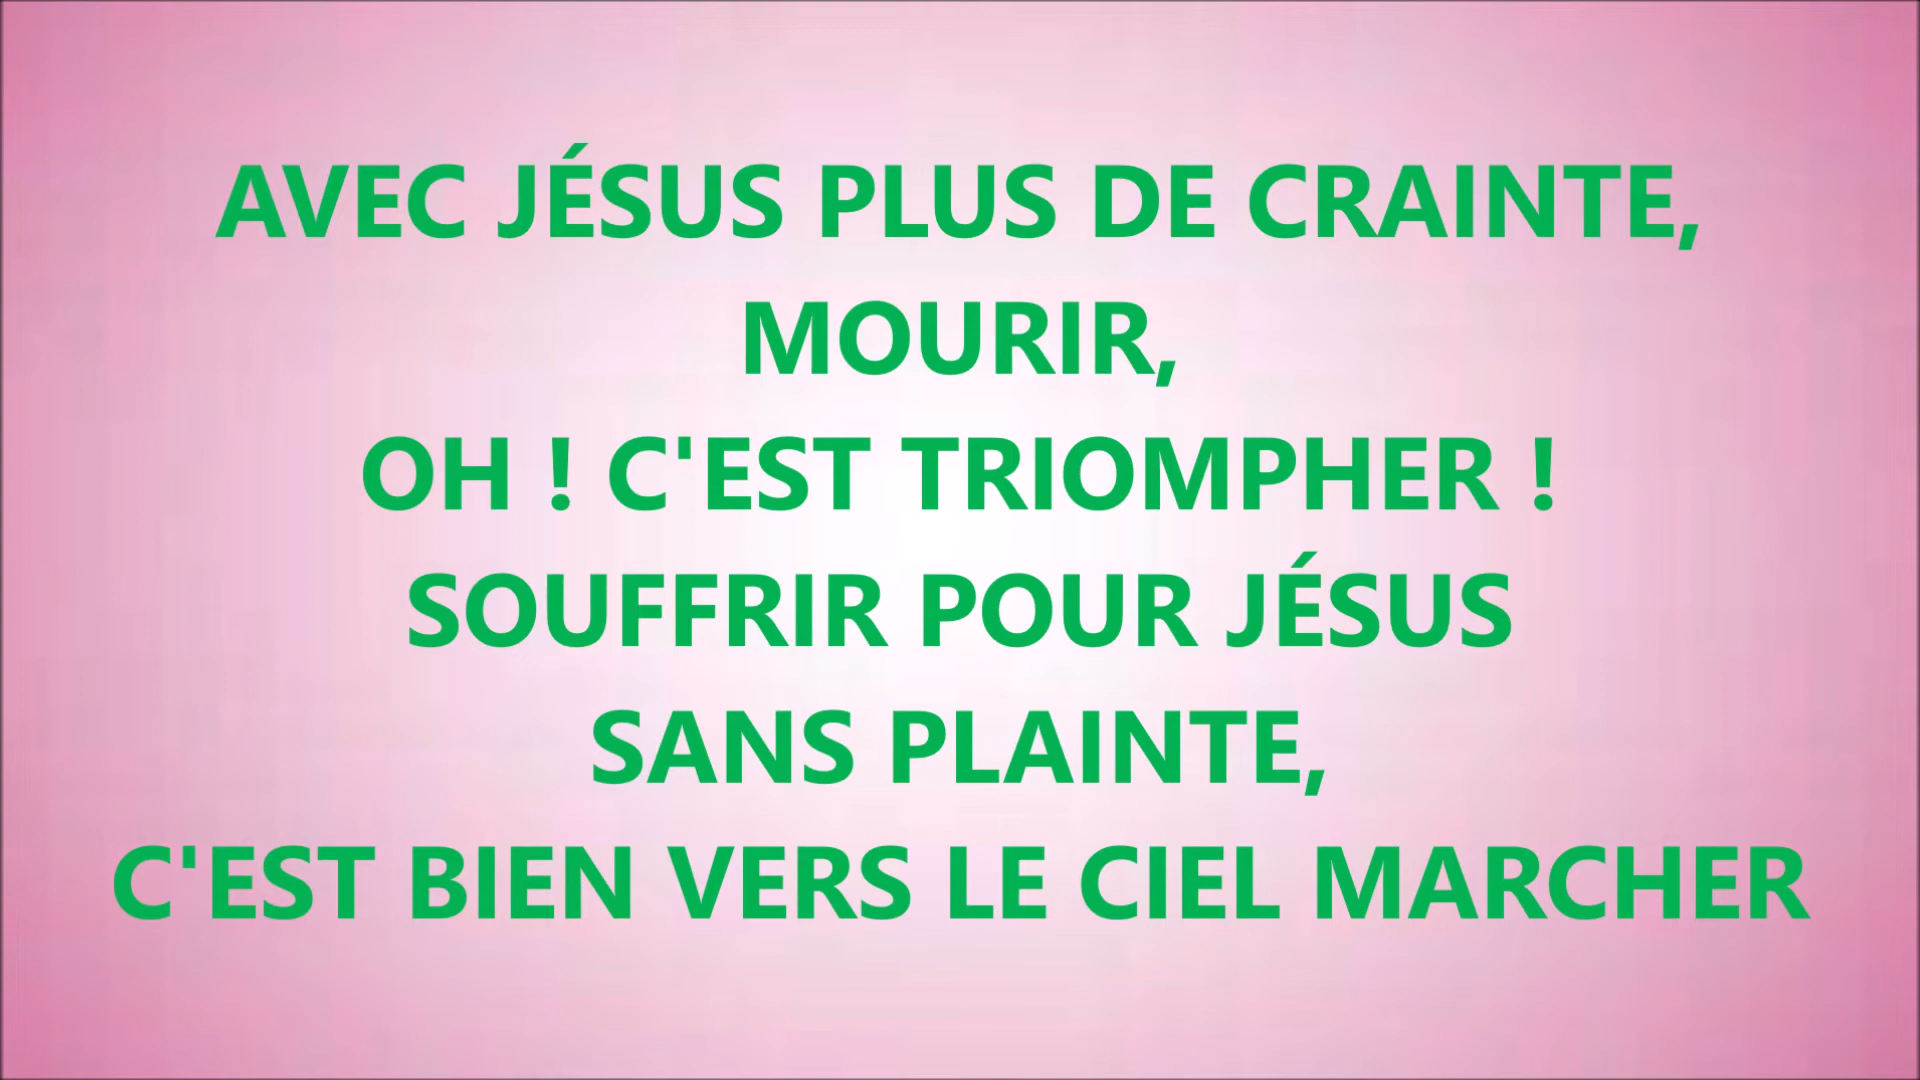 AVEC JÉSUS PLUS DE CRAINTE,
MOURIR,
OH ! C'EST TRIOMPHER !
SOUFFRIR POUR JÉSUS
SANS PLAINTE,
C'EST BIEN VERS LE CIEL MARCHER